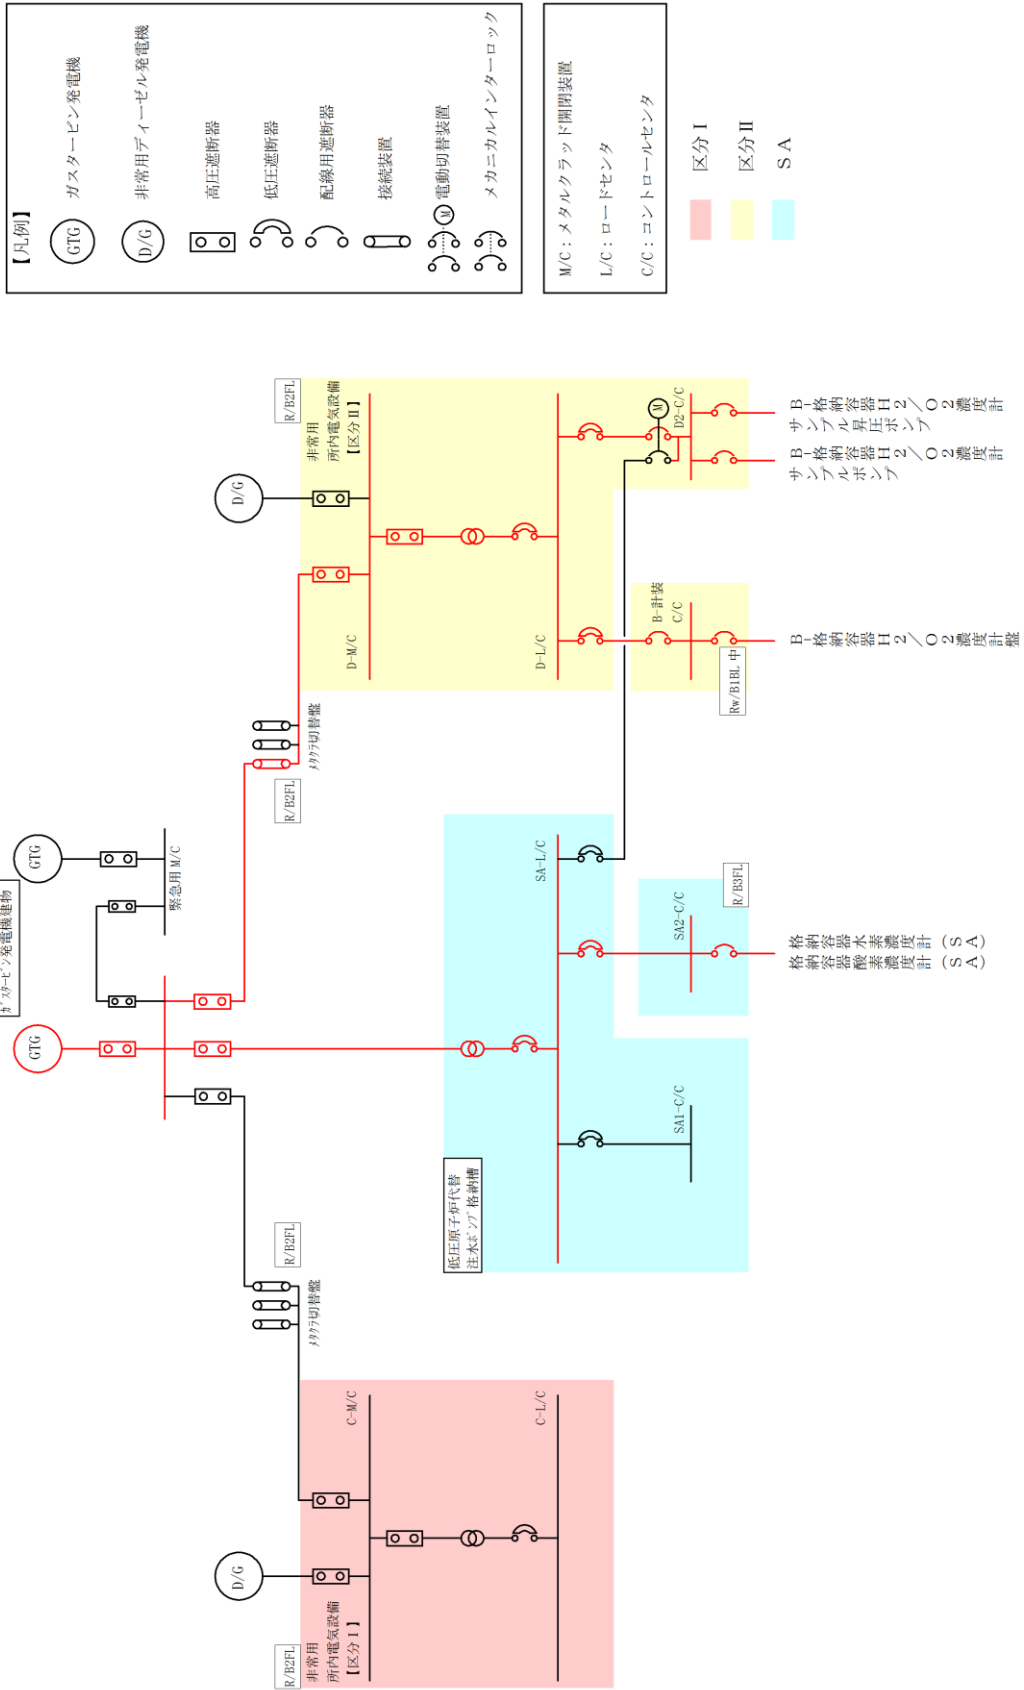 【凡例】
GTG
ガスタービン発電機
D/G
非常用ディーゼル発電機
高圧遮断器
低圧遮断器
配線用遮断器
接続装置
M
電動切替装置
メカニカルインターロック
M/C：メタルクラッド開閉装置
L/C：ロードセンタ
C/C：コントロールセンタ
区分Ⅰ
区分Ⅱ
ＳＡ
ｶﾞｽﾀｰﾋﾞﾝ発電機建物
GTG
GTG
緊急用 M/C
R/B2FL
非常用
所内電気設備
【区分Ⅰ】
D/G
C-M/C
C-L/C
R/B2FL
ﾒﾀｸﾗ切替盤
低圧原子炉代替
注水ﾎﾟﾝﾌﾟ格納槽
SA-L/C
SA1-C/C
SA2-C/C
R/B3FL
格納容器水素濃度計（ＳＡ）
格納容器酸素濃度計（ＳＡ）
R/B2FL
ﾒﾀｸﾗ切替盤
R/B2FL
非常用
所内電気設備
【区分Ⅱ】
D/G
D-M/C
D-L/C
B-計装
C/C
Rw/B1BL 中
M
D2-C/C
Ｂ-格納容器Ｈ２／Ｏ２濃度計盤
Ｂ-格納容器Ｈ２／Ｏ２濃度計
サンプルポンプ
Ｂ-格納容器Ｈ２／Ｏ２濃度計
サンプル昇圧ポンプ